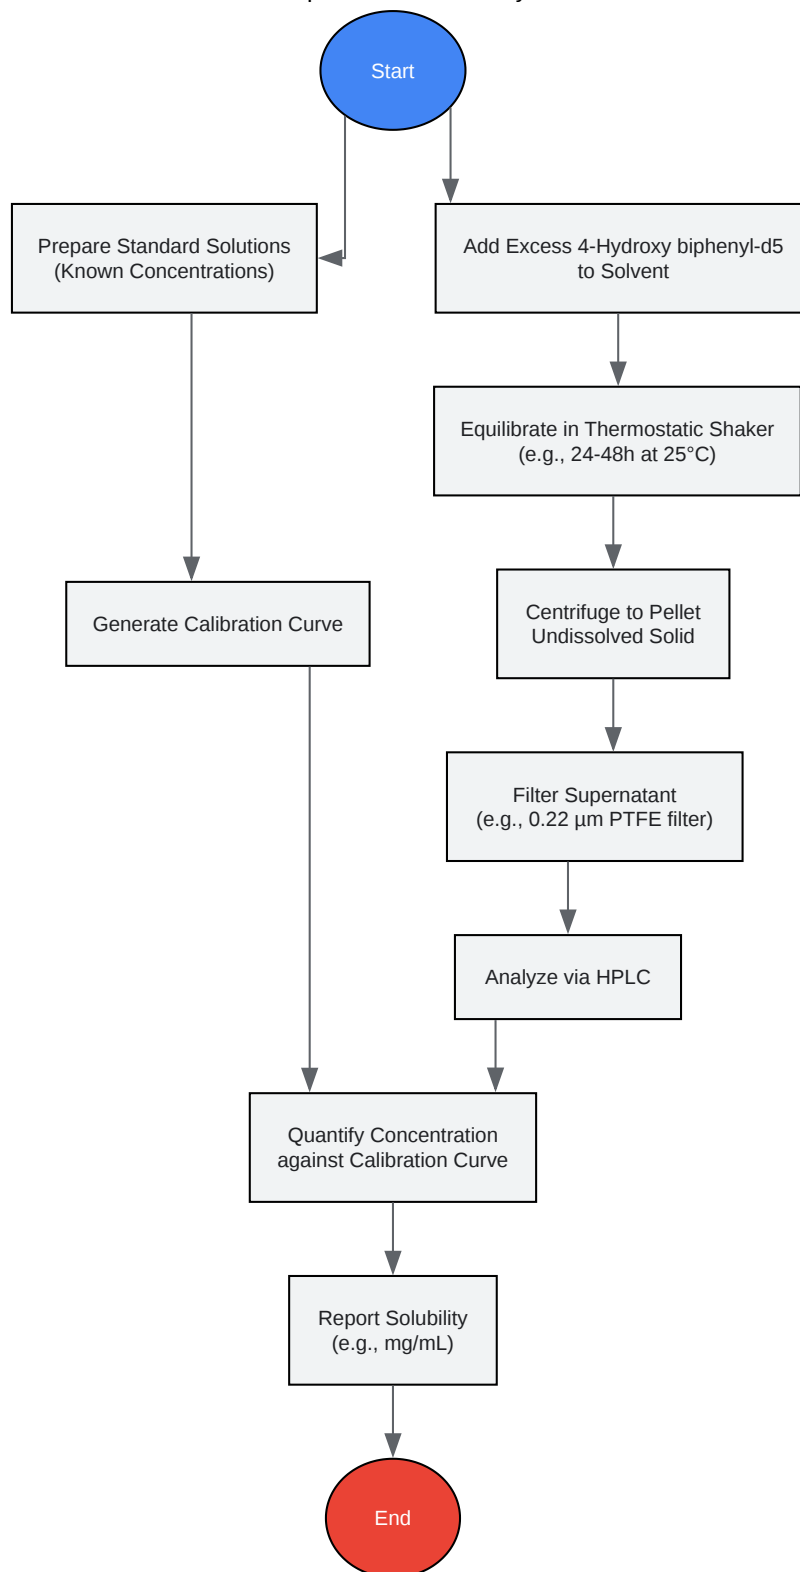 Start
Prepare Standard Solutions
(Known Concentrations)
Add Excess 4-Hydroxy biphenyl-d5
to Solvent
Equilibrate in Thermostatic Shaker
(e.g., 24-48h at 25°C)
Generate Calibration Curve
Centrifuge to Pellet
Undissolved Solid
Filter Supernatant
(e.g., 0.22 µm PTFE filter)
Analyze via HPLC
Quantify Concentration
against Calibration Curve
Report Solubility
(e.g., mg/mL)
End